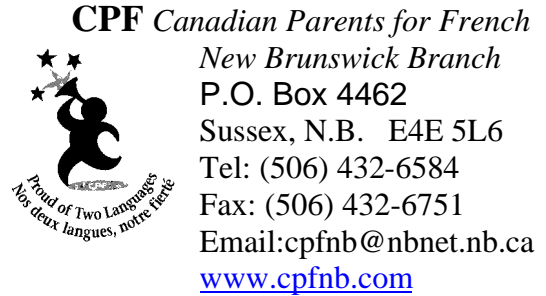 CPF Canadian Parents for French
New Brunswick Branch
P.O. Box 4462
Sussex, N.B. E4E 5L6
Tel: (506) 432-6584
Fax: (506) 432-6751
Email:cpfnb@nbnet.nb.ca
www.cpfnb.com
Proud of Two Languages
Nos deux langues, notre fierté